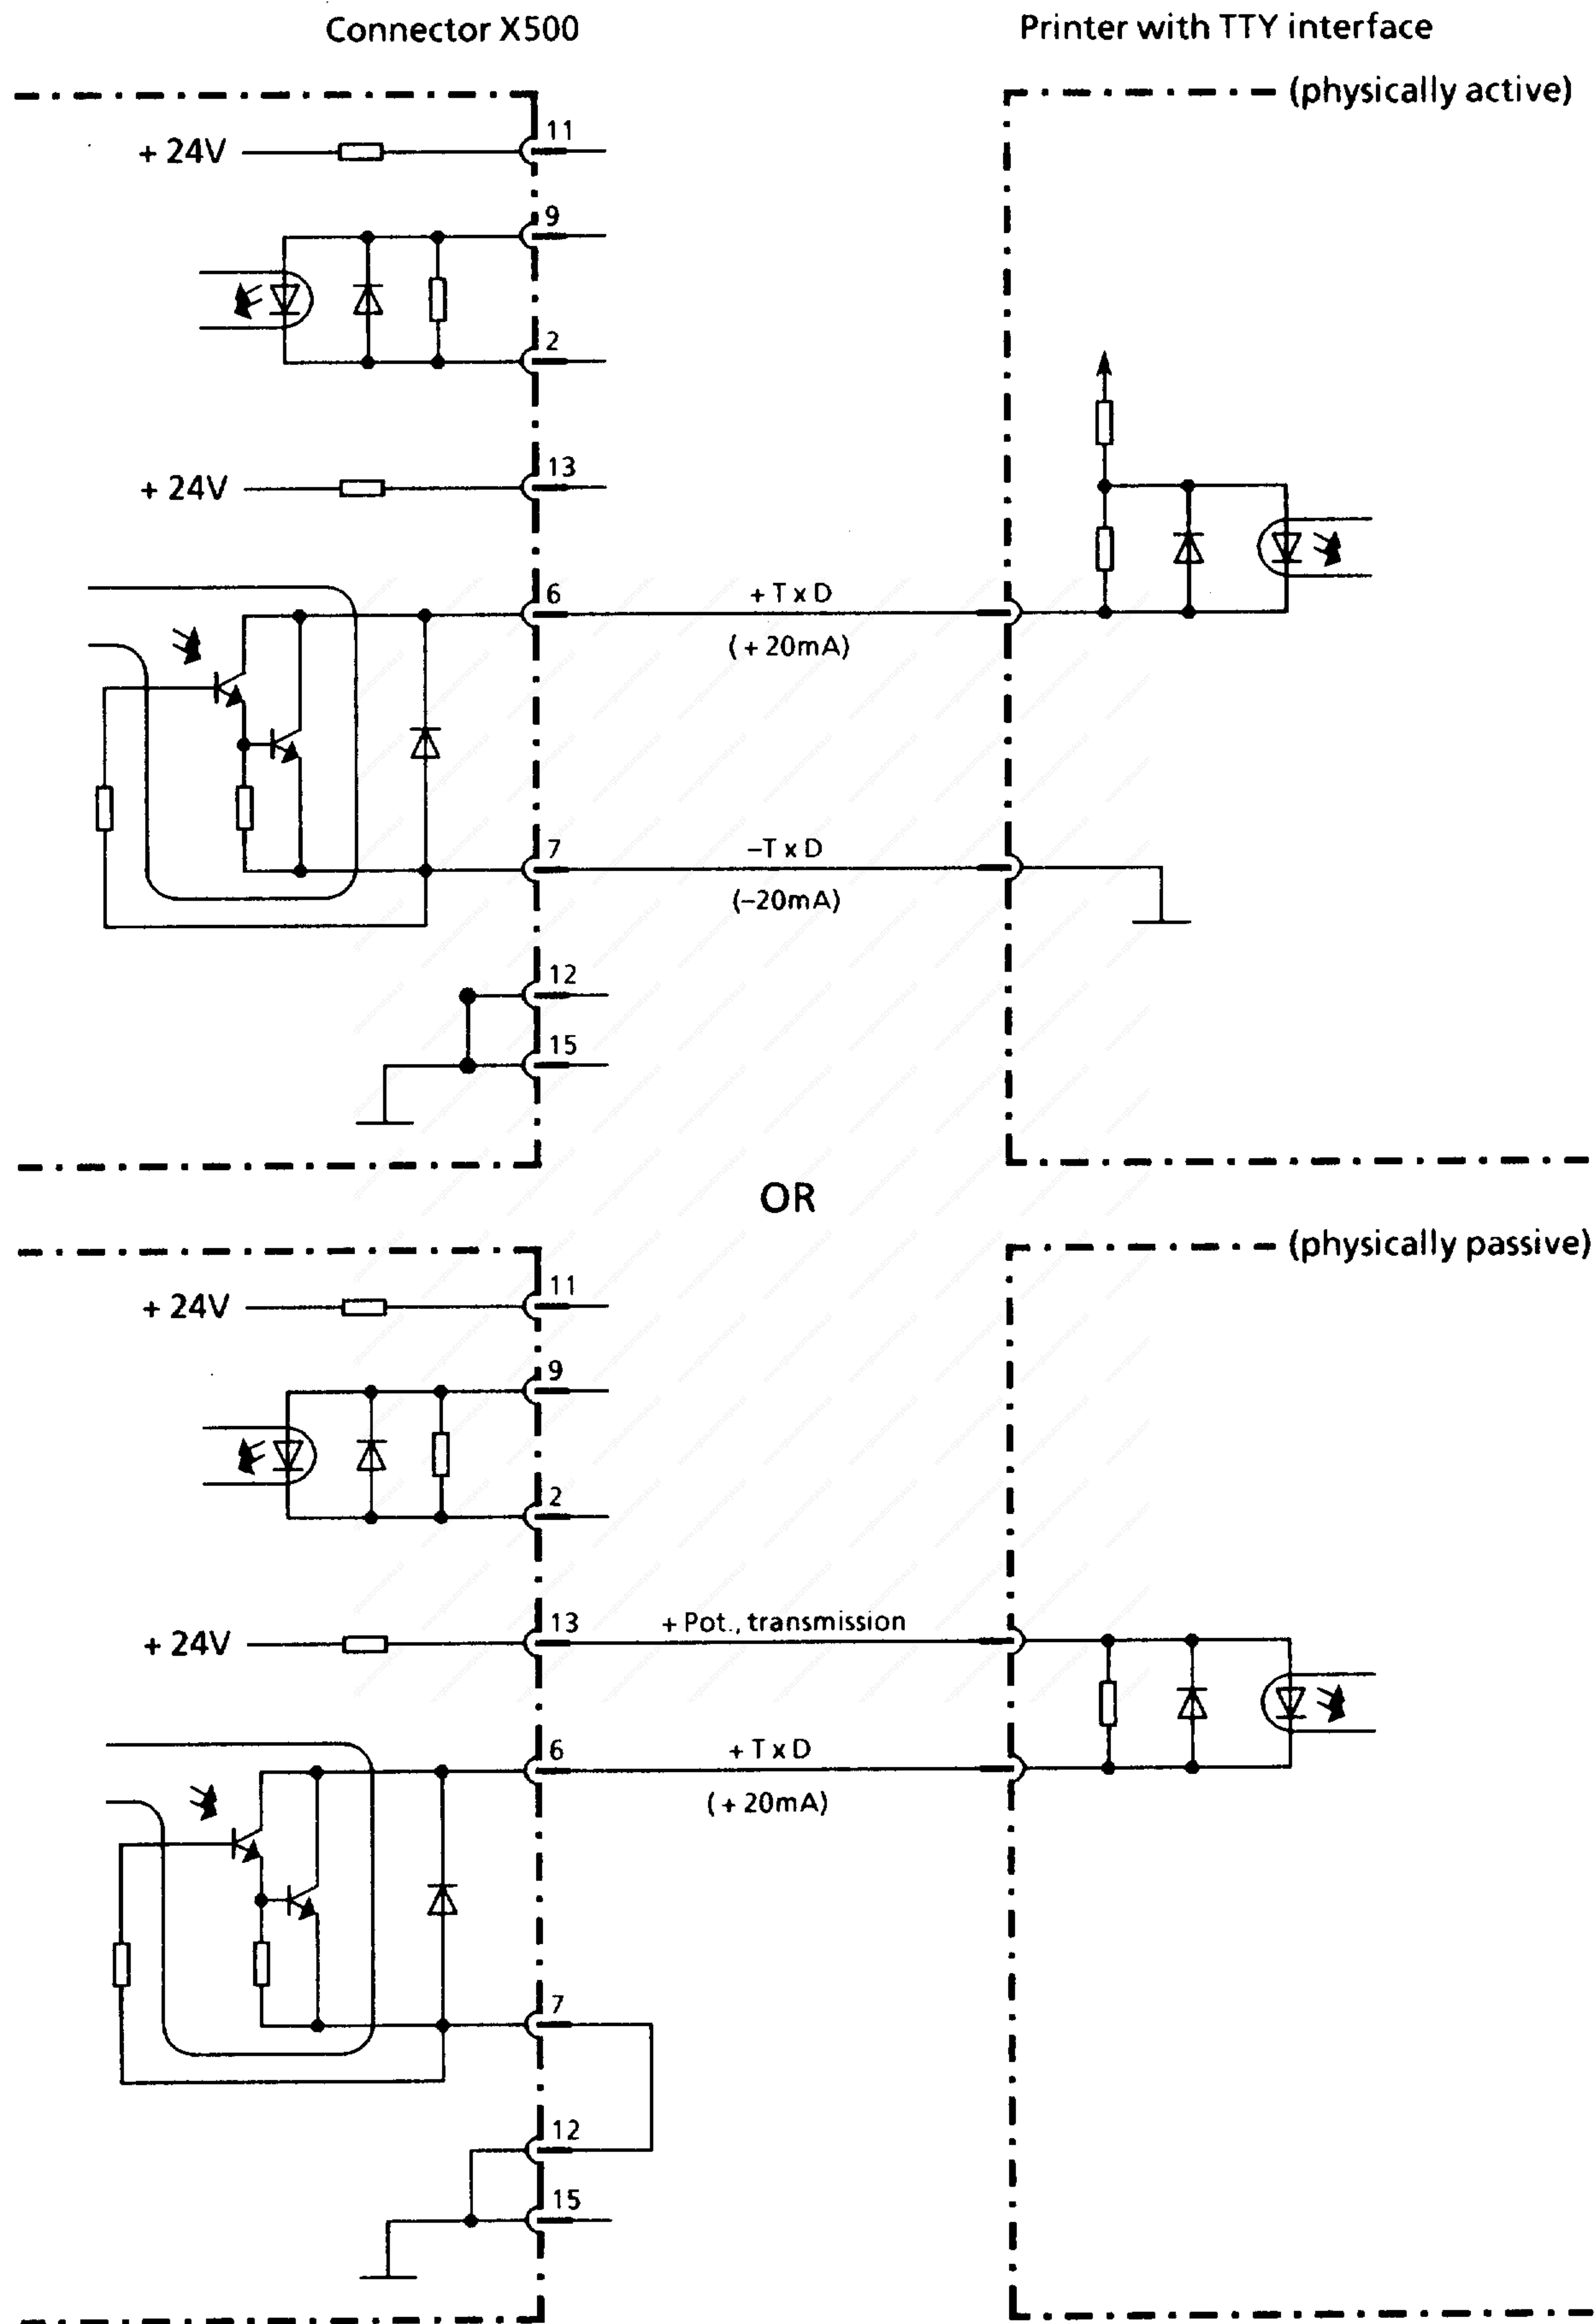 Connector X500
Printer with TTY interface
(physically active)
+ 24V
11
9
2
+ 24V
13
6
+ T x D
(+ 20mA)
7
–T x D
(–20mA)
12
15
OR
(physically passive)
+ 24V
11
9
2
+ 24V
13
+ Pot., transmission
6
+ T x D
(+ 20mA)
7
12
15